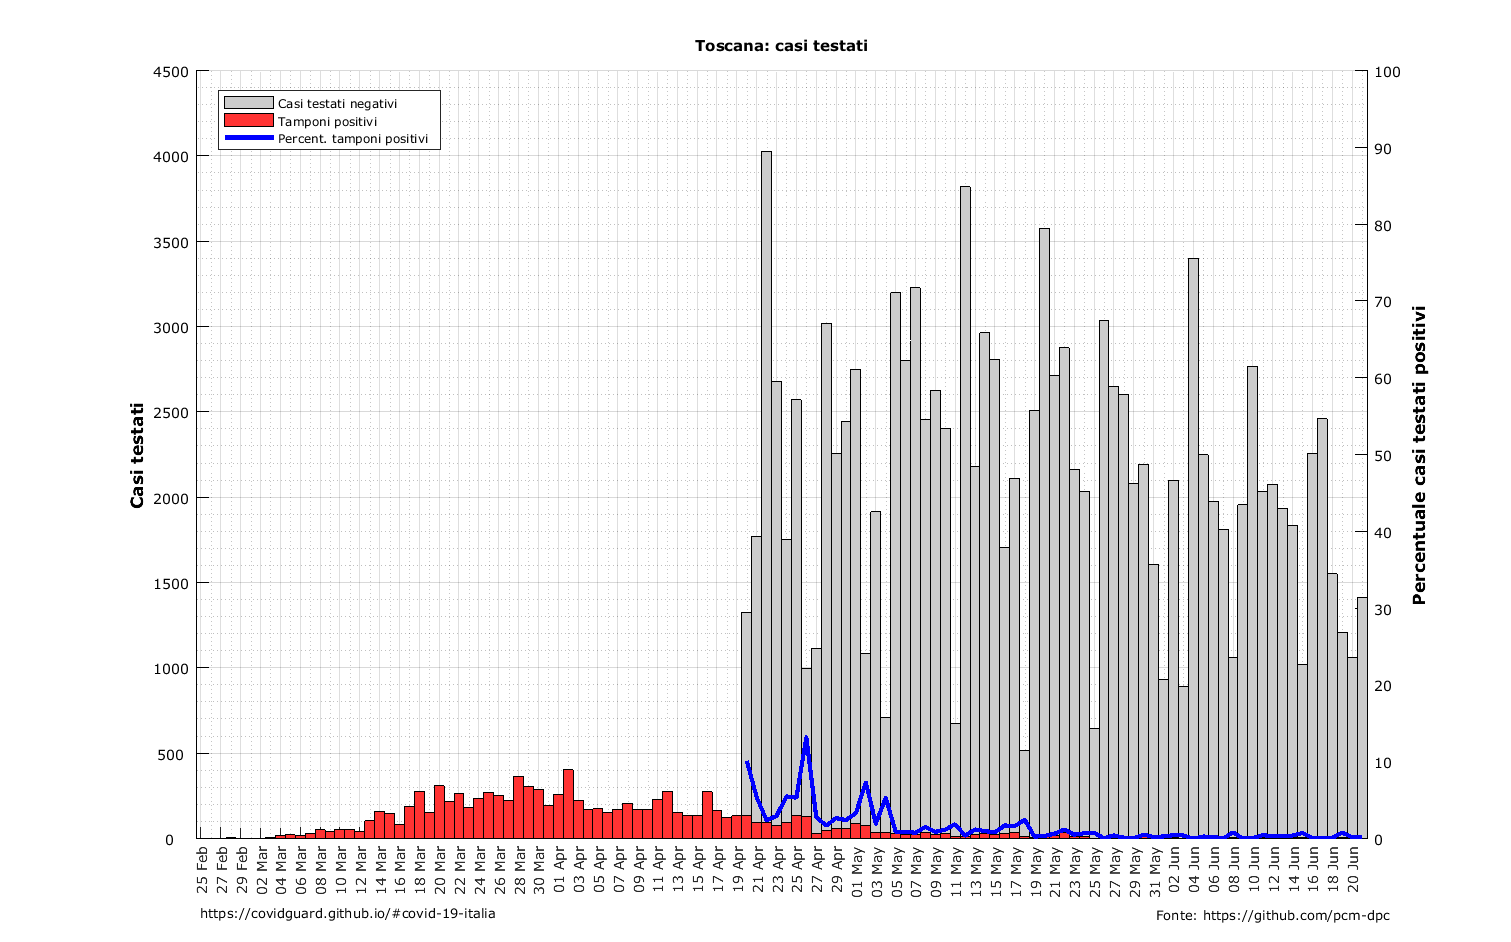 Toscana: casi testati
4500
4000
3500
3000
2500
2000
1500
1000
500
0
Casi testati
Casi testati negativi
Tamponi positivi
Percent. tamponi positivi
100
90
80
70
60
50
40
30
20
10
0
Percentuale casi testati positivi
25 Feb
27 Feb
29 Feb
02 Mar
04 Mar
06 Mar
08 Mar
10 Mar
12 Mar
14 Mar
16 Mar
18 Mar
20 Mar
22 Mar
24 Mar
26 Mar
28 Mar
30 Mar
01 Apr
03 Apr
05 Apr
07 Apr
09 Apr
11 Apr
13 Apr
15 Apr
17 Apr
19 Apr
21 Apr
23 Apr
25 Apr
27 Apr
29 Apr
01 May
03 May
05 May
07 May
09 May
11 May
13 May
15 May
17 May
19 May
21 May
23 May
25 May
27 May
29 May
31 May
02 Jun
04 Jun
06 Jun
08 Jun
10 Jun
12 Jun
14 Jun
16 Jun
18 Jun
20 Jun
https://covidguard.github.io/#covid-19-italia
Fonte: https://github.com/pcm-dpc